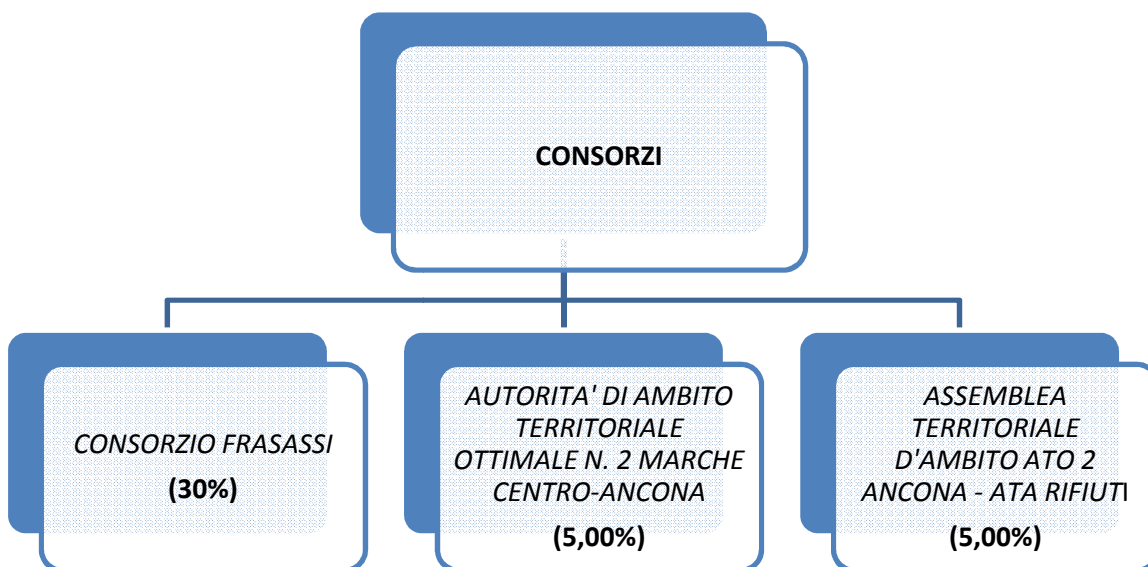 CONSORZI
CONSORZIO FRASASSI
(30%)
AUTORITA' DI AMBITO
TERRITORIALE
OTTIMALE N. 2 MARCHE
CENTRO-ANCONA
(5,00%)
ASSEMBLEA
TERRITORIALE
D'AMBITO ATO 2
ANCONA - ATA RIFIUTI
(5,00%)